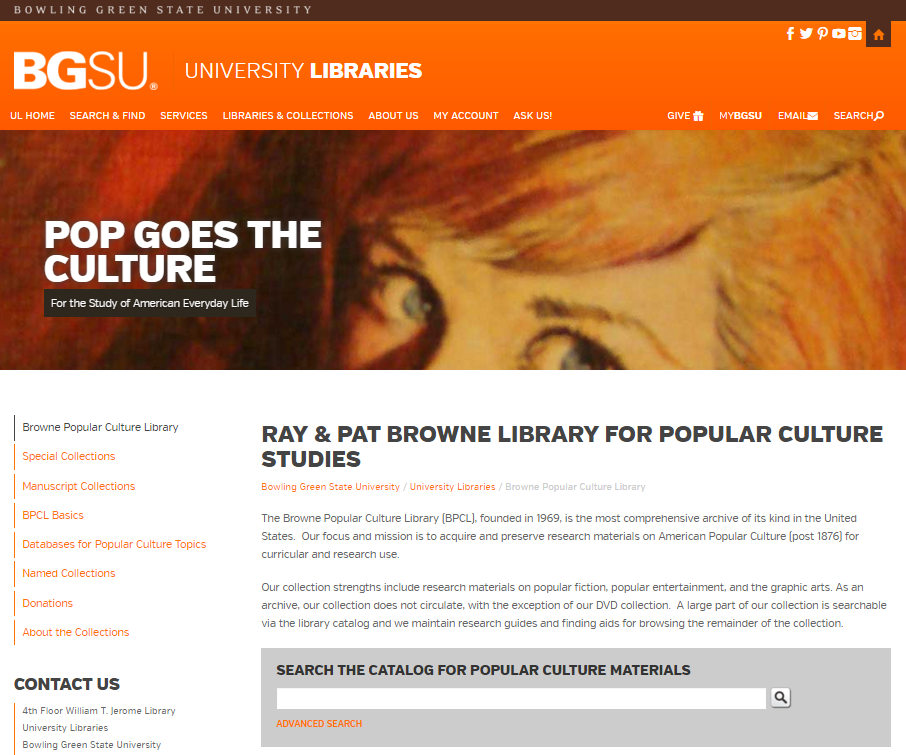 BOWLING GREEN STATE UNIVERSITY
BGSU®
UNIVERSITY LIBRARIES
UL HOME SEARCH & FIND SERVICES LIBRARIES & COLLECTIONS ABOUT US MY ACCOUNT ASK US! GIVE MYBGSU EMAIL SEARCH
POP GOES THE
CULTURE
For the Study of American Everyday Life
Browne Popular Culture Library
Special Collections
Manuscript Collections
BPCL Basics
Databases for Popular Culture Topics
Named Collections
Donations
About the Collections
CONTACT US
4th Floor William T. Jerome Library
University Libraries
Bowling Green State University
RAY & PAT BROWNE LIBRARY FOR POPULAR CULTURE
STUDIES
Bowling Green State University / University Libraries / Browne Popular Culture Library
The Browne Popular Culture Library (BPCL), founded in 1969, is the most comprehensive archive of its kind in the United
States. Our focus and mission is to acquire and preserve research materials on American Popular Culture (post 1876) for
curricular and research use.
Our collection strengths include research materials on popular fiction, popular entertainment, and the graphic arts. As an
archive, our collection does not circulate, with the exception of our DVD collection. A large part of our collection is searchable
via the library catalog and we maintain research guides and finding aids for browsing the remainder of the collection.
SEARCH THE CATALOG FOR POPULAR CULTURE MATERIALS
ADVANCED SEARCH